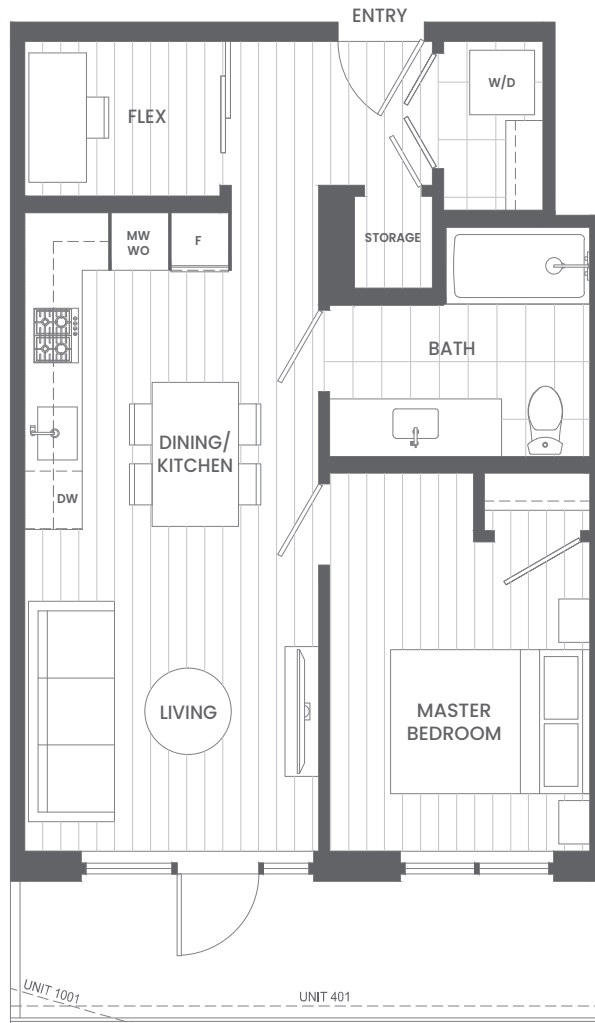 ENTRY
W/D
FLEX
MW
WO
F
STORAGE
BATH
DINING/
KITCHEN
DW
LIVING
MASTER
BEDROOM
UNIT 1001
UNIT 401